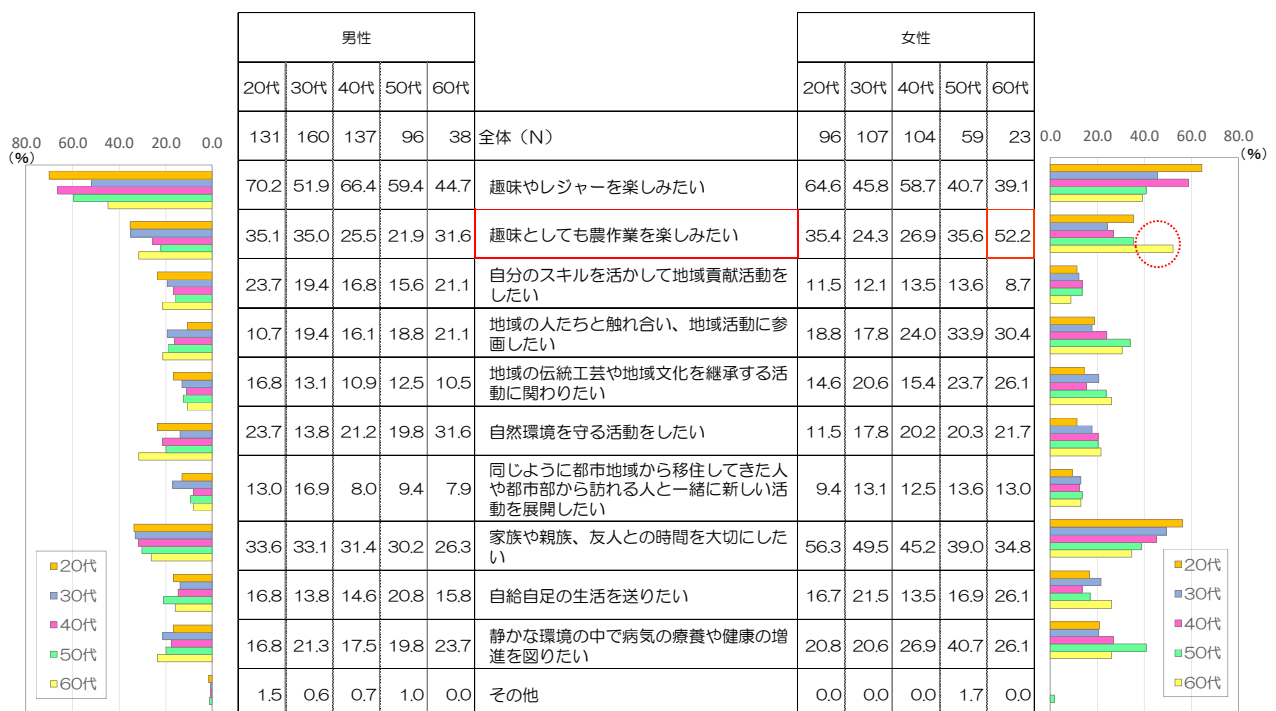 男性
女性
20代 30代 40代 50代 60代
20代 30代 40代 50代 60代
80.0 60.0 40.0 20.0 0.0
(%)
131 160 137 96 38 全体（N） 96 107 104 59 23
0.0 20.0 40.0 60.0 80.0
(%)
70.2 51.9 66.4 59.4 44.7 趣味やレジャーを楽しみたい 64.6 45.8 58.7 40.7 39.1
35.1 35.0 25.5 21.9 31.6 趣味としても農作業を楽しみたい 35.4 24.3 26.9 35.6 52.2
23.7 19.4 16.8 15.6 21.1 自分のスキルを活かして地域貢献活動を
したい 11.5 12.1 13.5 13.6 8.7
10.7 19.4 16.1 18.8 21.1 地域の人たちと触れ合い、地域活動に参
画したい 18.8 17.8 24.0 33.9 30.4
16.8 13.1 10.9 12.5 10.5 地域の伝統工芸や地域文化を継承する活
動に関わりたい 14.6 20.6 15.4 23.7 26.1
23.7 13.8 21.2 19.8 31.6 自然環境を守る活動をしたい 11.5 17.8 20.2 20.3 21.7
同じように都市地域から移住してきた人
13.0 16.9 8.0 9.4 7.9 や都市部から訪れる人と一緒に新しい活 9.4 13.1 12.5 13.6 13.0
動を展開したい
33.6 33.1 31.4 30.2 26.3 家族や親族、友人との時間を大切にした
い 56.3 49.5 45.2 39.0 34.8
16.8 13.8 14.6 20.8 15.8 自給自足の生活を送りたい 16.7 21.5 13.5 16.9 26.1
16.8 21.3 17.5 19.8 23.7 静かな環境の中で病気の療養や健康の増
進を図りたい 20.8 20.6 26.9 40.7 26.1
1.5 0.6 0.7 1.0 0.0 その他 0.0 0.0 0.0 1.7 0.0
20代
30代
40代
50代
60代
20代
30代
40代
50代
60代